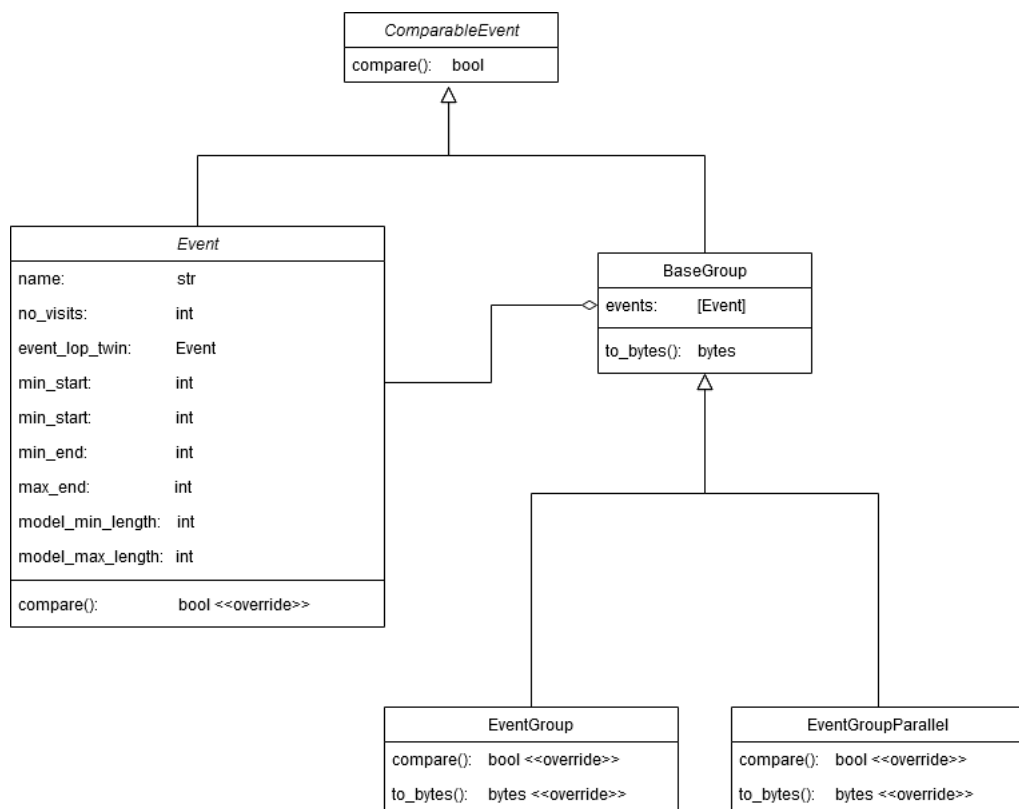 ComparableEvent
compare(): bool
Event
name: str
no_visits: int
event_lop_twin: Event
min_start: int
min_start: int
min_end: int
max_end: int
model_min_length: int
model_max_length: int
compare(): bool <<override>>
BaseGroup
events: [Event]
to_bytes(): bytes
EventGroup
compare(): bool <<override>>
to_bytes(): bytes <<override>>
EventGroupParallel
compare(): bool <<override>>
to_bytes(): bytes <<override>>